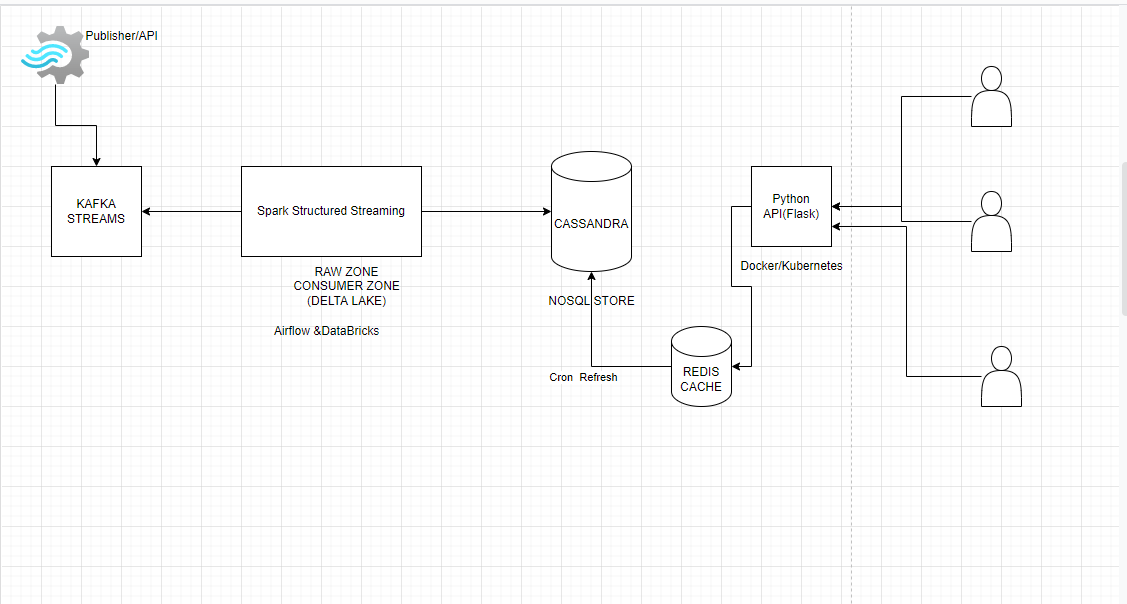 Publisher/API
KAFKA
STREAMS
Spark Structured Streaming
RAW ZONE
CONSUMER ZONE
(DELTA LAKE)
Airflow &DataBricks
CASSANDRA
NOSQL STORE
Cron  Refresh
REDIS
CACHE
Python
API(Flask)
Docker/Kubernetes